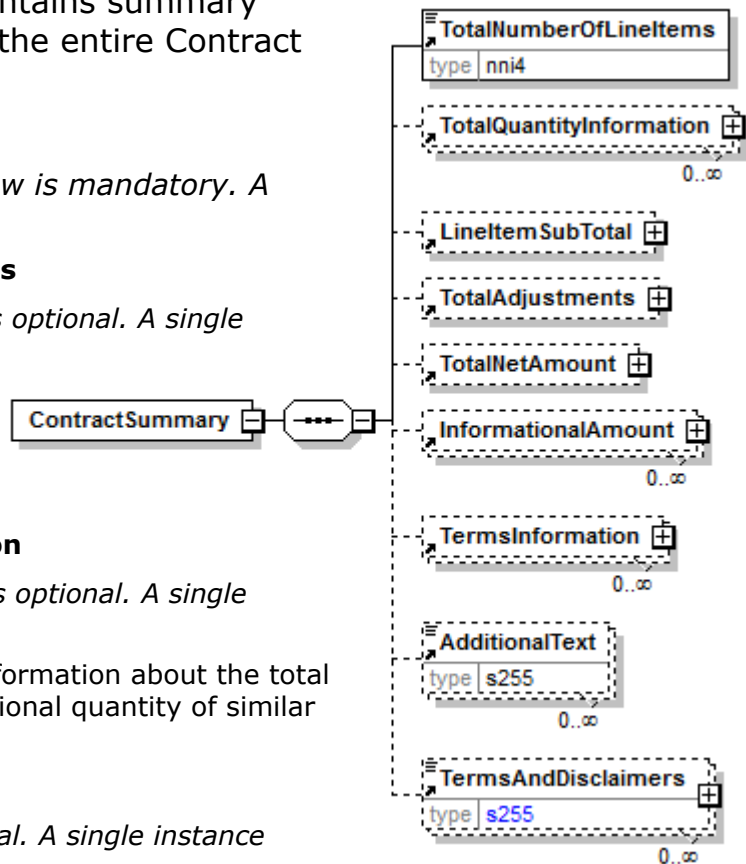 ntains summary
the entire Contract
w is mandatory. A
s
s optional. A single
on
s optional. A single
formation about the total
ional quantity of similar
al. A single instance
ContractSummary
TotalNumberOfLineItems
type nni4
TotalQuantityInformation
0..∞
LineItemSubTotal
TotalAdjustments
TotalNetAmount
InformationalAmount
0..∞
TermsInformation
0..∞
AdditionalText
type s255
0..∞
TermsAndDisclaimers
type s255
0..∞